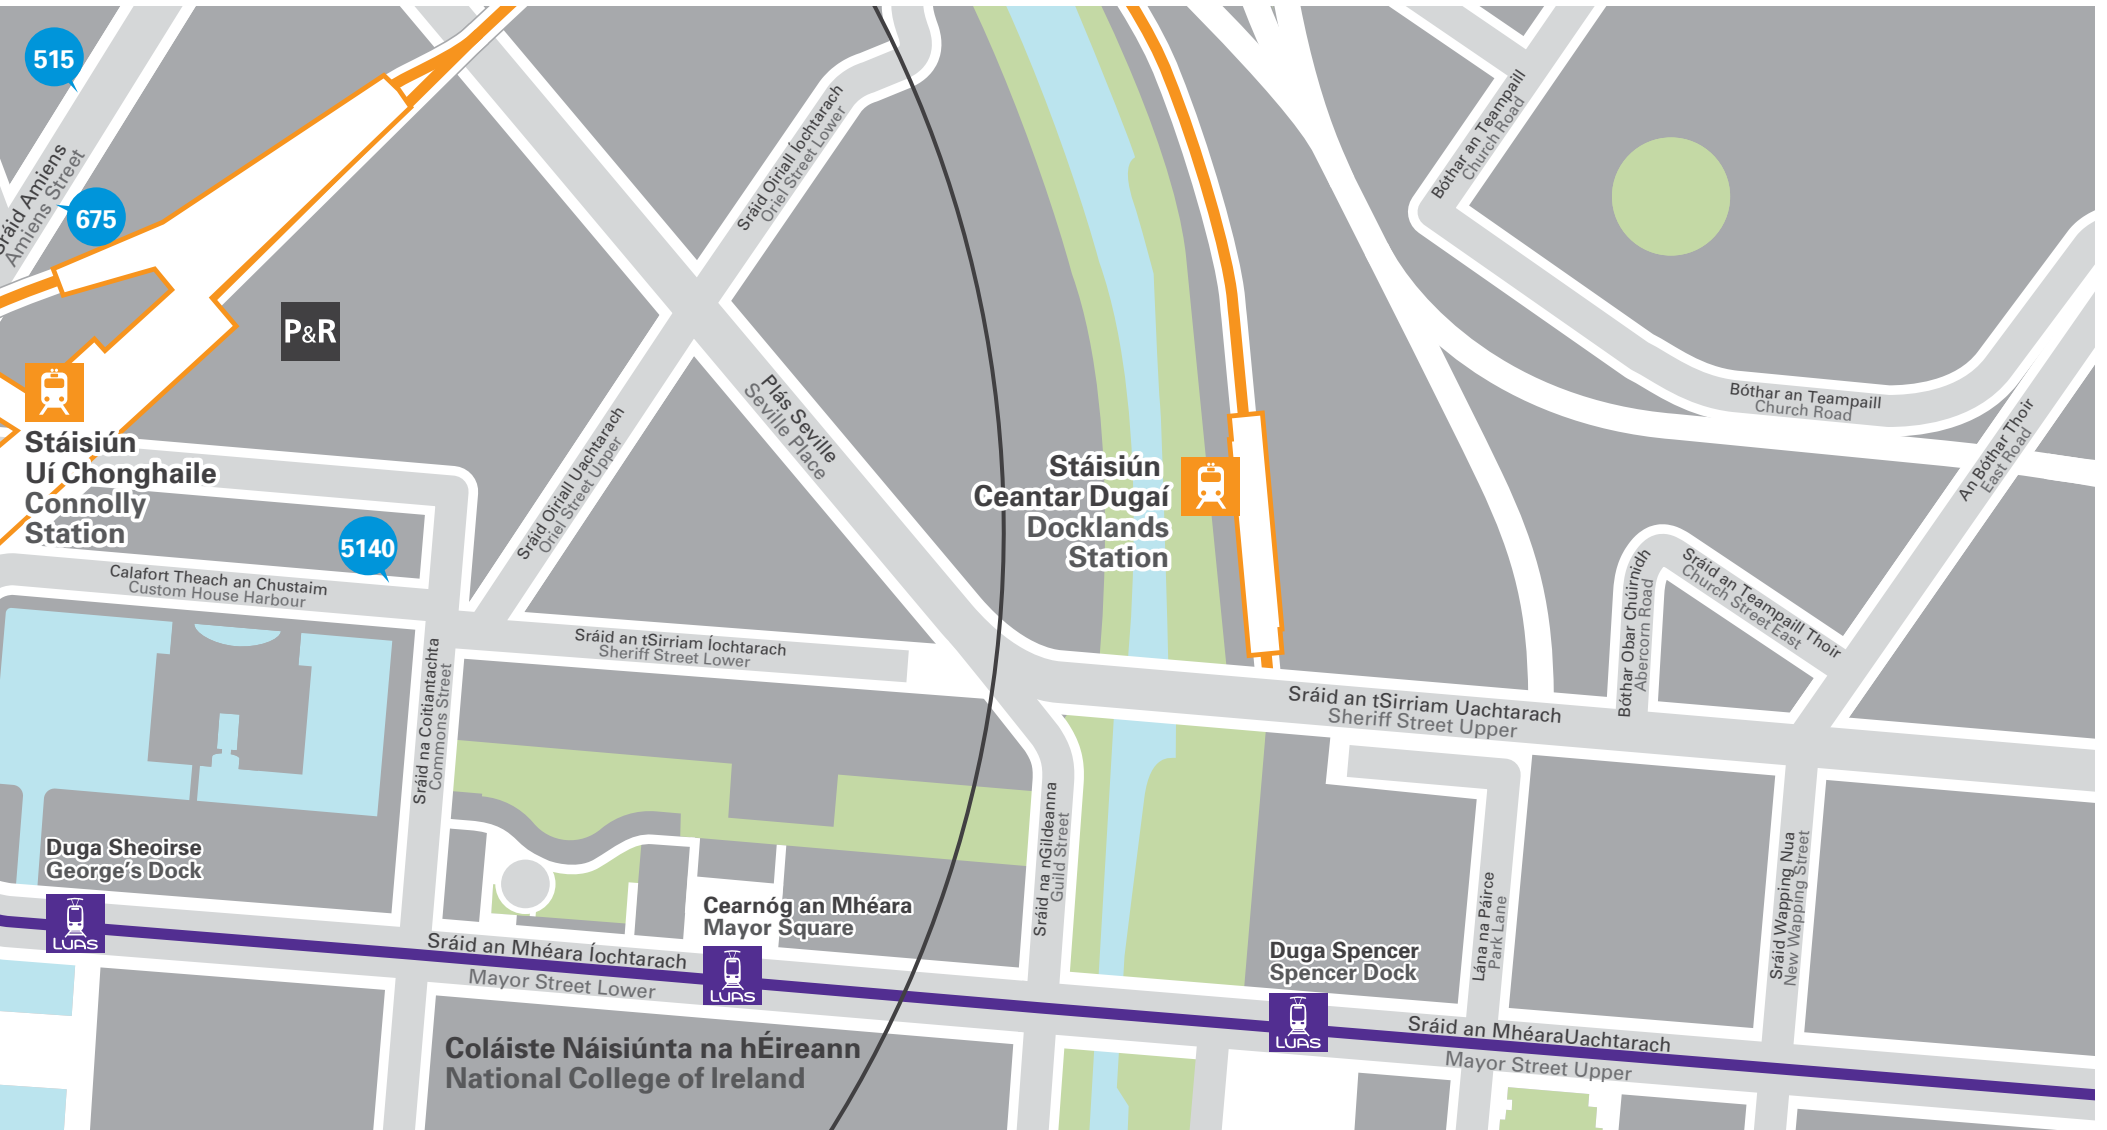 515
Sráid Amiens
Amiens Street
675
P&R
Sráid Oiriall Íochtarach
Oriel Street Lower
Bóthar an Teampaill
Church Road
Plás Seville
Seville Place
Bóthar an Teampaill
Church Road
An Bóthar Thoir
East Road
Stáisiún
Uí Chonghaile
Connolly
Station
Sráid Oiriall Uachtarach
Oriel Street Upper
Stáisiún
Ceantar Dugaí
Docklands
Station
5140
Calafort Theach an Chustaim
Custom House Harbour
Sráid an tSirriam Íochtarach
Sheriff Street Lower
Sráid na Coitiantachta
Commons Street
Bóthar Obar Chúirnidh
Abercorn Road
Sráid an Teampaill Thoir
Church Street East
Sráid an tSirriam Uachtarach
Sheriff Street Upper
Duga Sheoirse
George's Dock
LUAS
Sráid na nGildeanna
Guild Street
Lána na Páirce
Park Lane
Sráid Wapping Nua
New Wapping Street
Cearnóg an Mhéara
Mayor Square
LUAS
Sráid an Mhéara Íochtarach
Mayor Street Lower
Duga Spencer
Spencer Dock
LUAS
Sráid an MhéaraUachtarach
Mayor Street Upper
Coláiste Náisiúnta na hÉireann
National College of Ireland